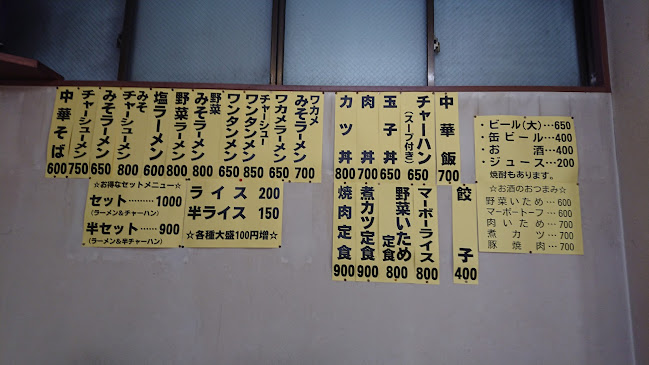 中華そば 600
チャーシューメン 750
みそラーメン 650
みそチャーシューメン 800
塩ラーメン 600
野菜ラーメン 800
野菜みそラーメン 800
ワンタンメン 650
チャーシューワンタンメン 850
ワカメラーメン 650
ワカメみそラーメン 700
☆お得なセットメニュー☆
セット……1000
(ラーメン&チャーハン)
半セット……900
(ラーメン&半チャーハン)
ライス 200
半ライス 150
☆各種大盛100円増☆
カツ丼 800
肉丼 700
玉子丼 650
チャーハン(スープ付き) 650
中華飯 700
焼肉定食 900
煮カツ定食 900
野菜いため定食 800
マーボーライス 800
餃子 400
・ビール(大)…650
・缶ビール…400
・お酒…400
・ジュース…200
焼酎もあります。
☆お酒のおつまみ☆
野菜いため……600
マーボートーフ…600
肉いため……700
煮カツ……700
豚焼肉……700